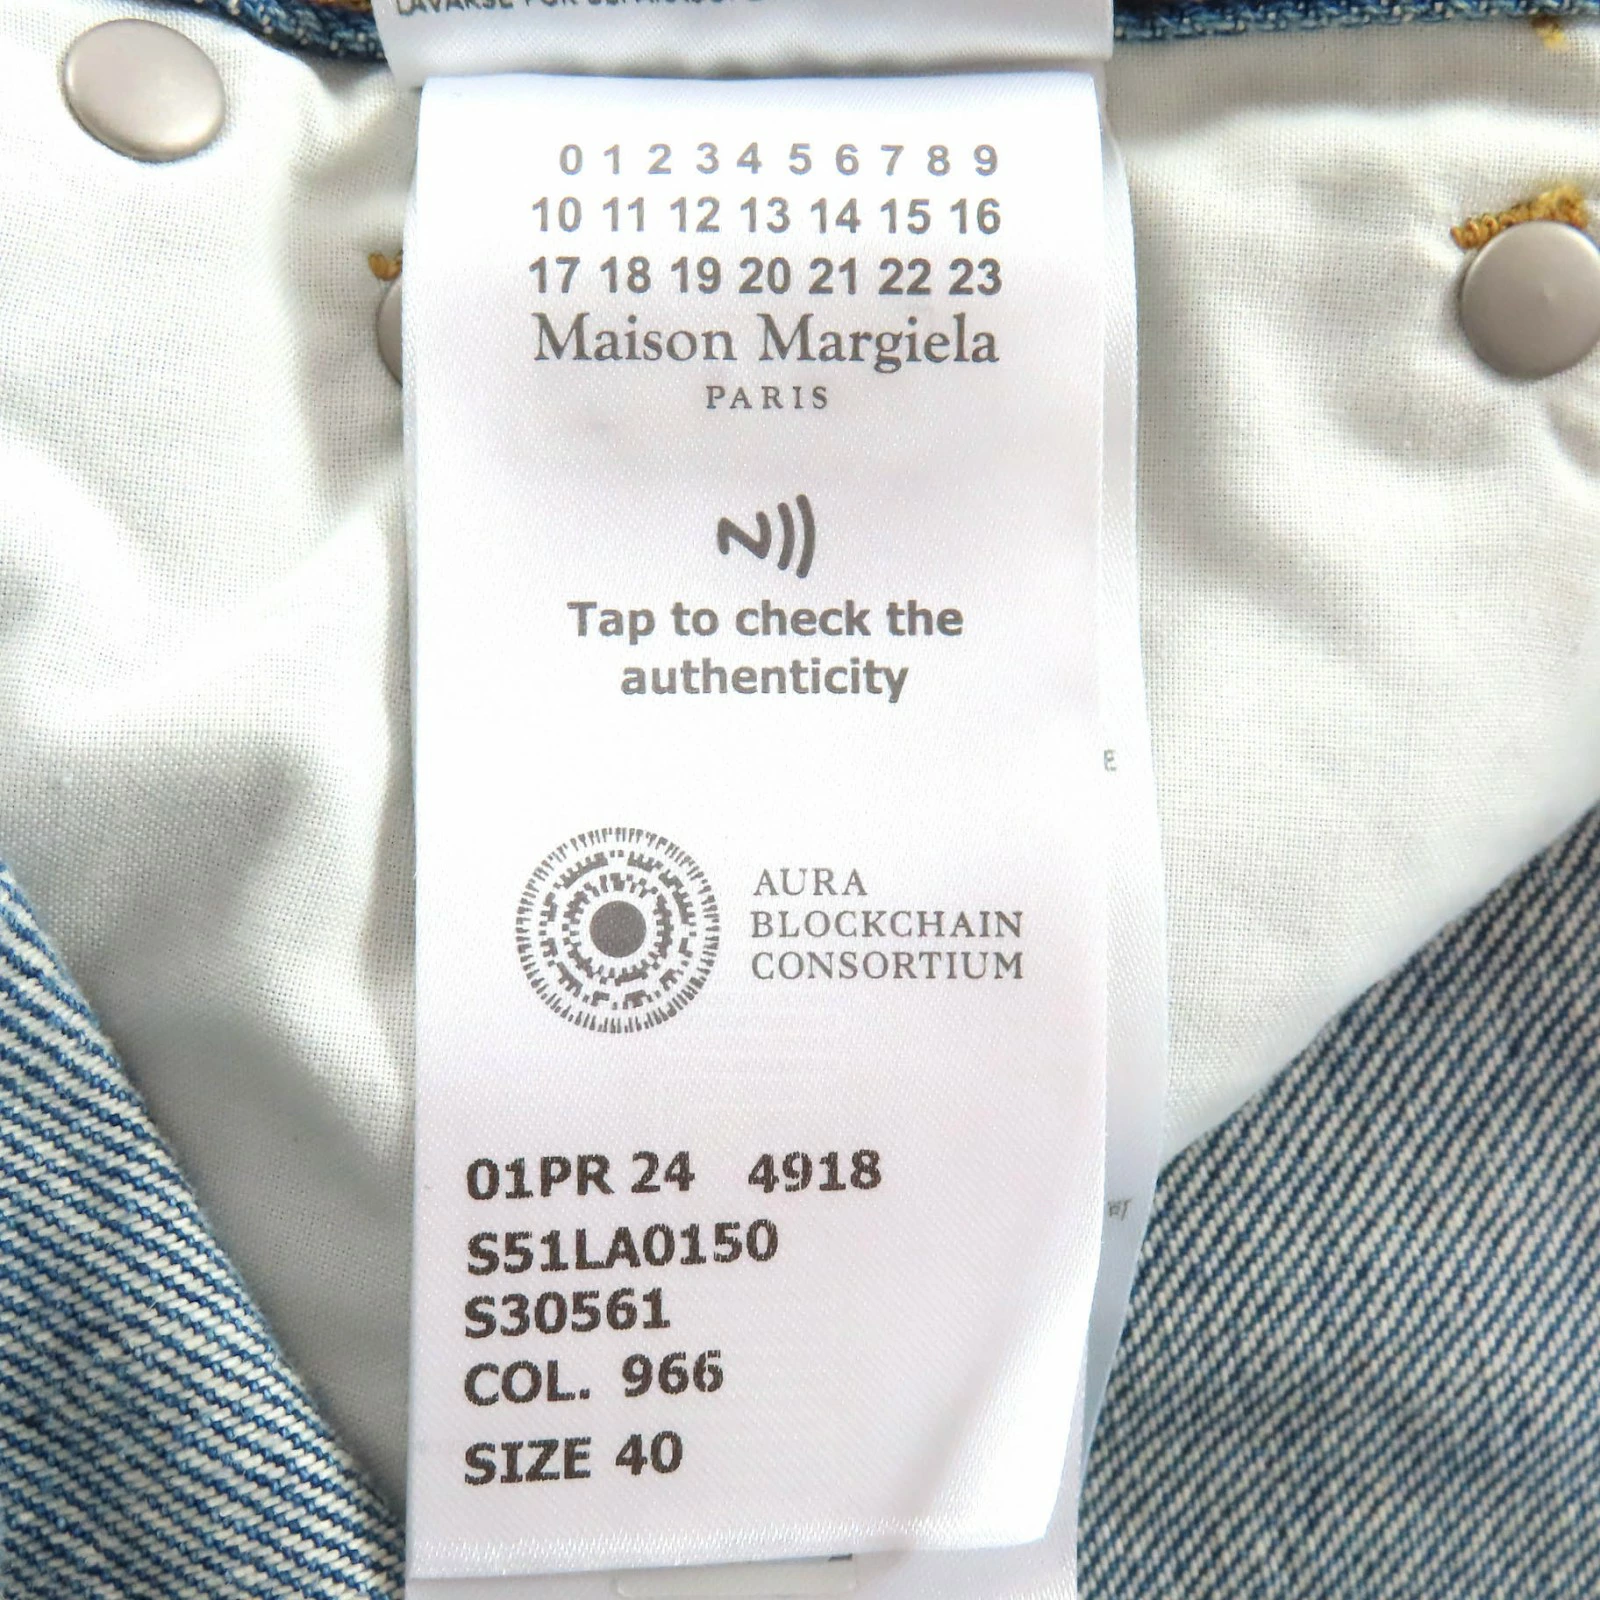 0 1 2 3 4 5 6 7 8 9
10 11 12 13 14 15 16
17 18 19 20 21 22 23
Maison Margiela
PARIS
Tap to check the
authenticity
AURA
BLOCKCHAIN
CONSORTIUM
01PR 24 4918
S51LA0150
S30561
COL. 966
SIZE 40